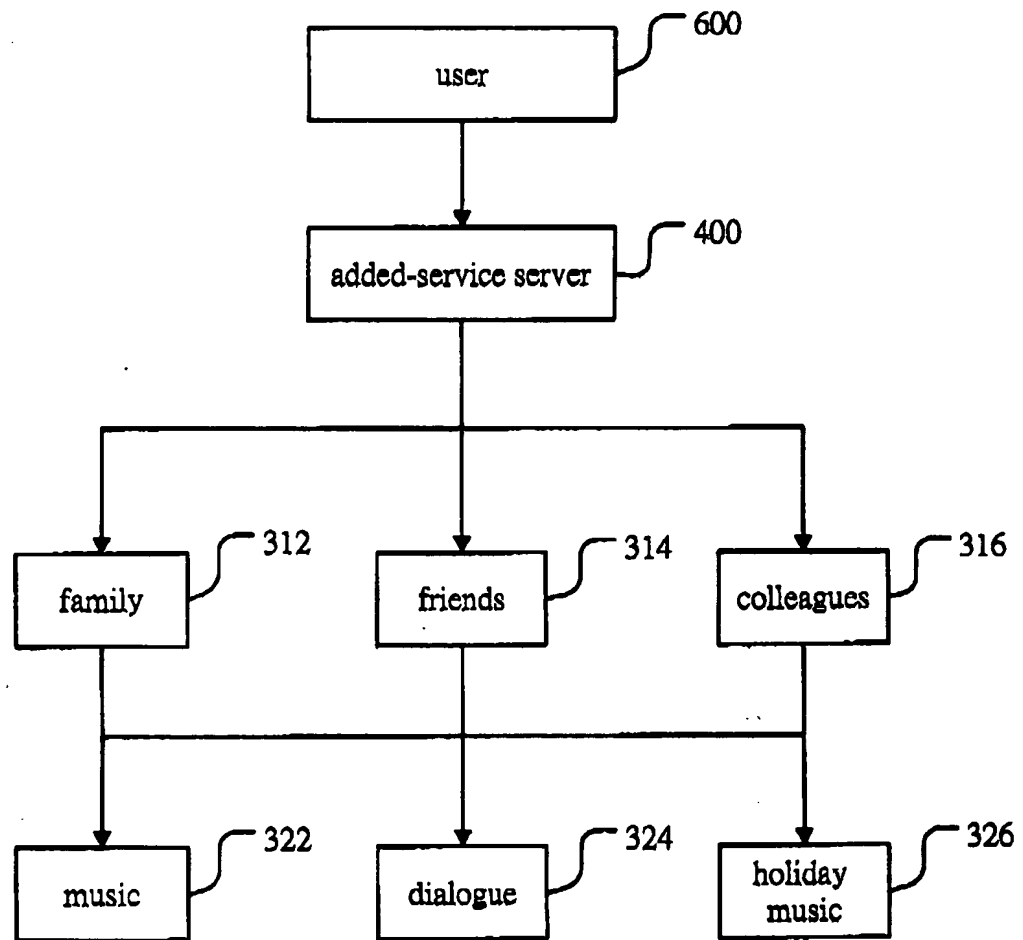 600
user
400
added-service server
312
family
314
friends
316
colleagues
322
music
324
dialogue
326
holiday
music